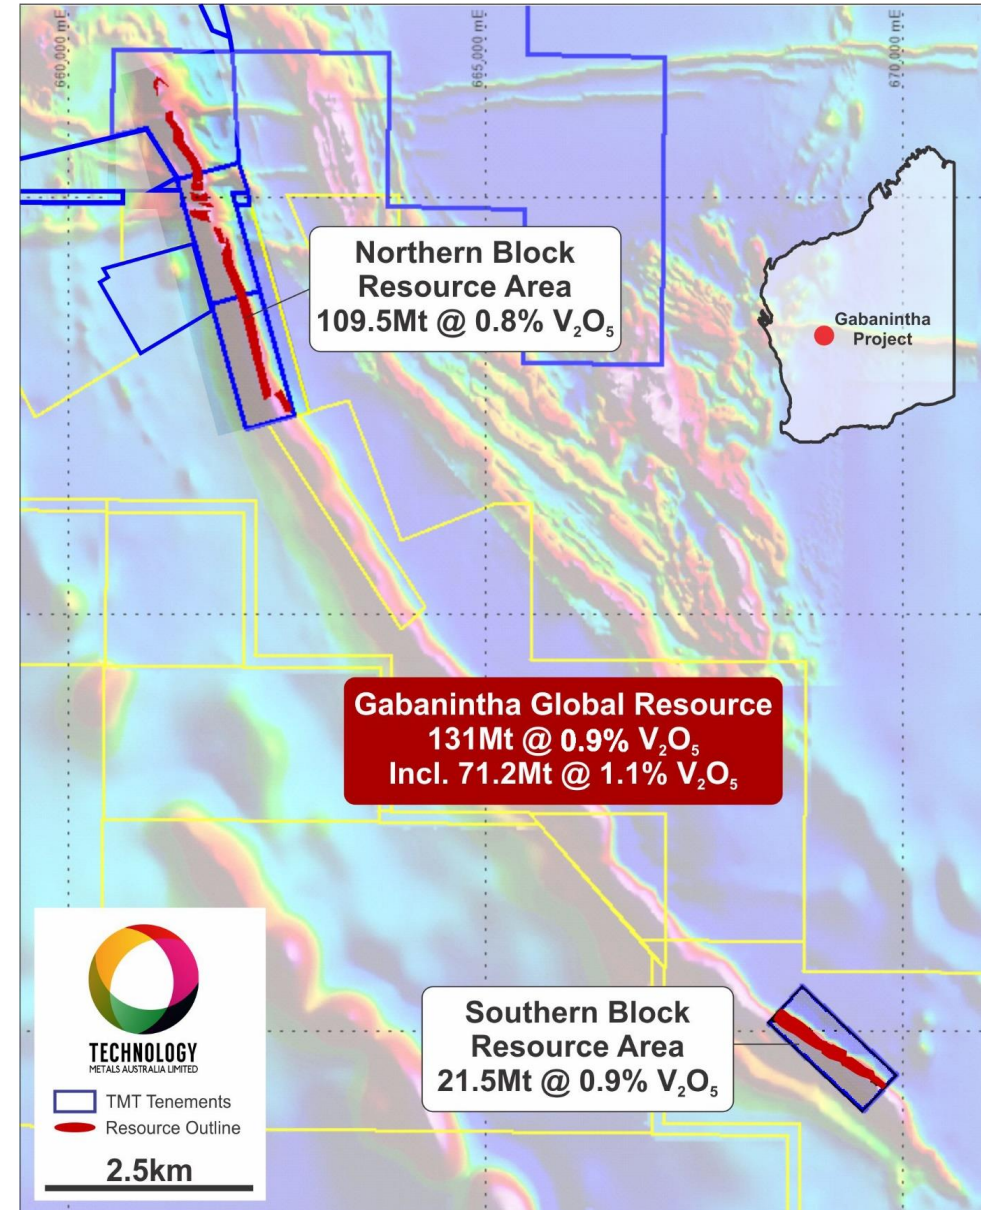 660,000 mE
665,000 mE
670,000 mE
Northern Block
Resource Area
109.5Mt @ 0.8% V₂O₅
Gabanintha
Project
Gabanintha Global Resource
131Mt @ 0.9% V₂O₅
Incl. 71.2Mt @ 1.1% V₂O₅
Southern Block
Resource Area
21.5Mt @ 0.9% V₂O₅
TECHNOLOGY
METALS AUSTRALIA LIMITED
TMT Tenements
Resource Outline
2.5km